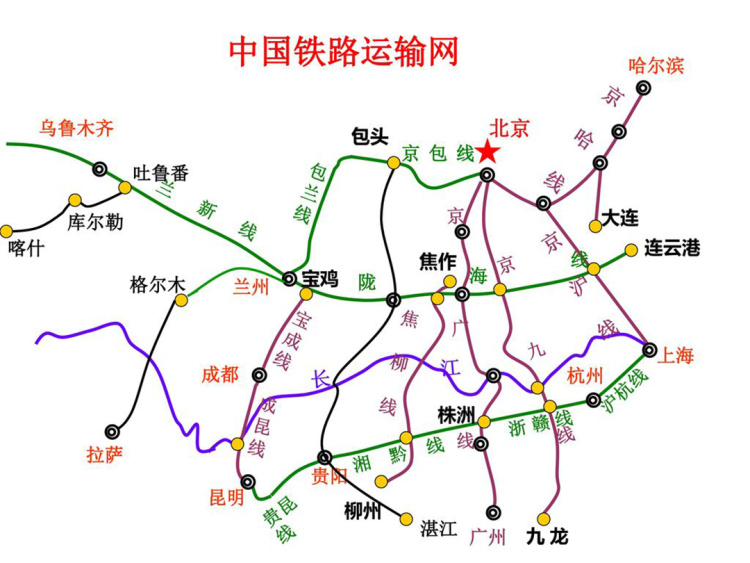 中国铁路运输网
哈尔滨
乌鲁木齐
包头
京包线
北京
京哈线
吐鲁番
兰新线
包兰线
库尔勒
喀什
京
大连
京沪线
连云港
格尔木
兰州
宝鸡
陇海线
焦作
京九线
广
宝成线
焦柳线
长江
成都
杭州
上海
沪杭线
成昆线
株洲
浙赣线
线
拉萨
昆明
贵阳
湘黔线
贵昆线
柳州
湛江
广州
九龙